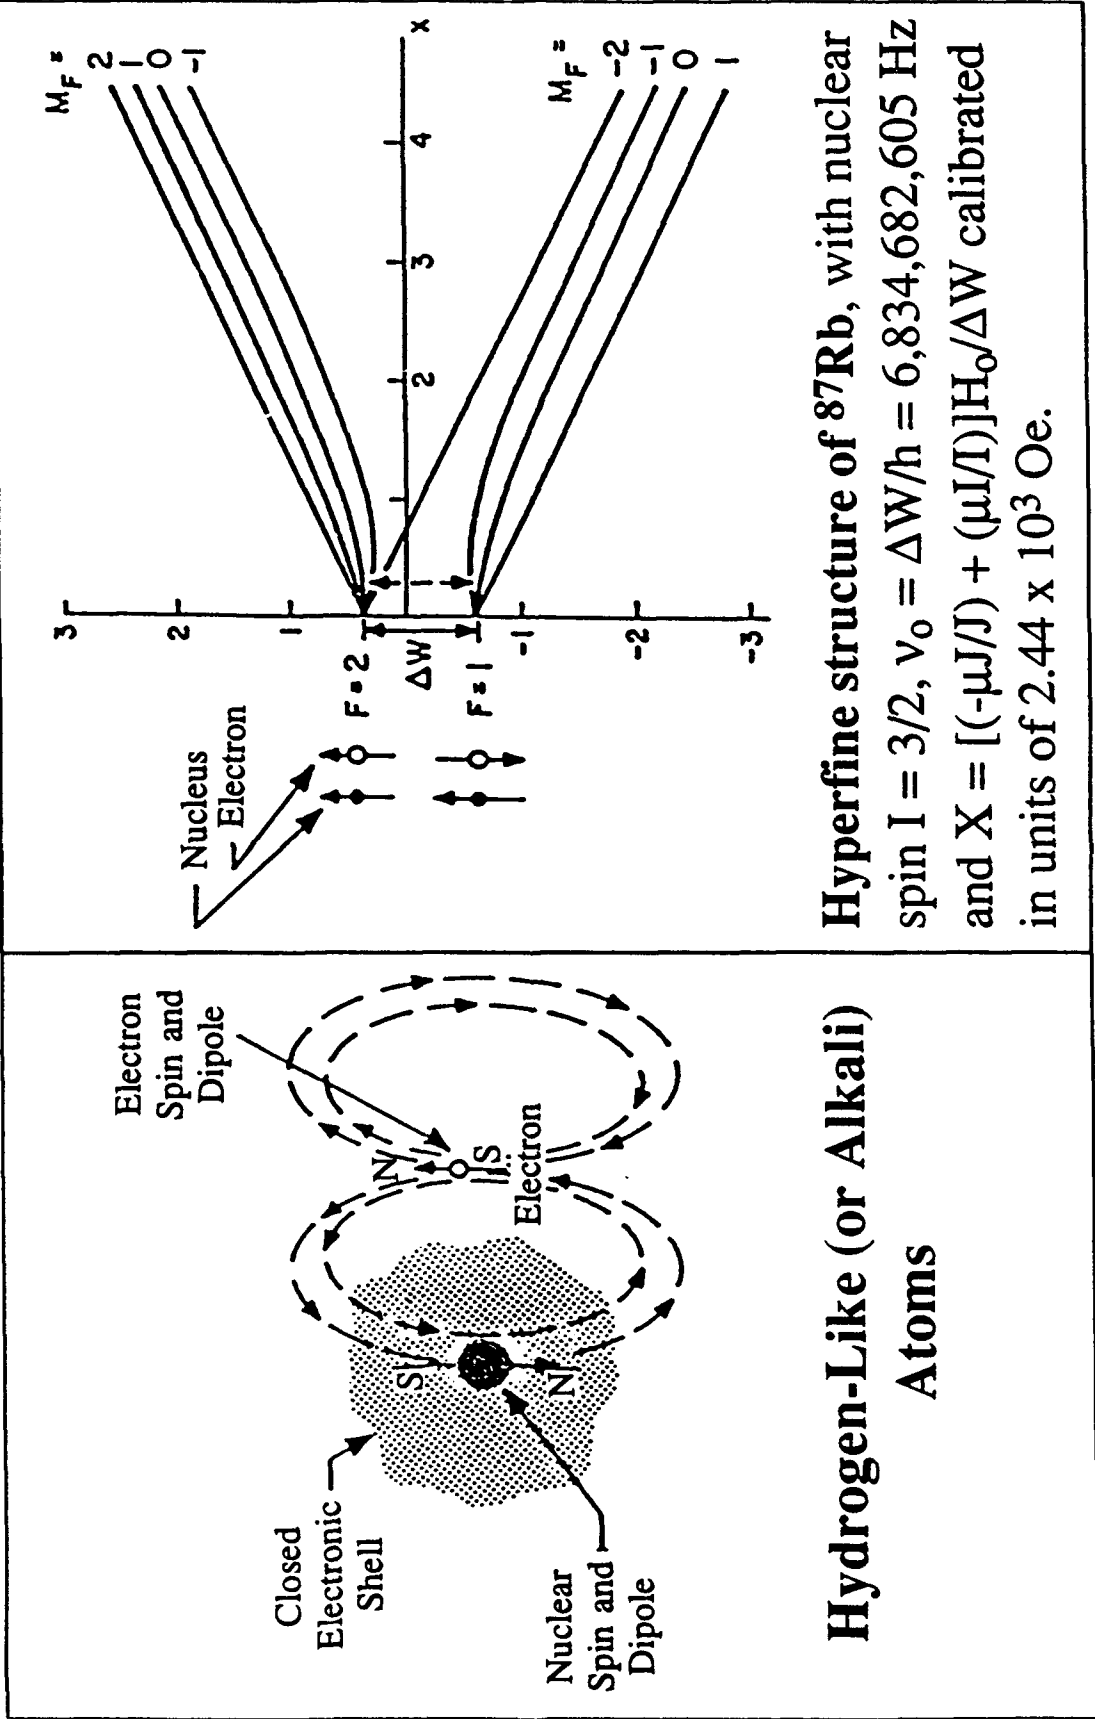 Closed
Electronic
Shell
Electron
Spin and
Dipole
S
N
N
S
Electron
Nuclear
Spin and
Dipole
Hydrogen-Like (or Alkali)
Atoms
Nucleus
Electron
3
2
1
-1
-2
-3
F = 2
ΔW
F = 1
M_F =
2
1
0
-1
2
3
4
X
M_F =
-2
-1
0
1
Hyperfine structure of ⁸⁷Rb, with nuclear
spin I = 3/2, ν₀ = ΔW/h = 6,834,682,605 Hz
and X = [(-μJ/J) + (μI/I)]H₀/ΔW calibrated
in units of 2.44 x 10³ Oe.